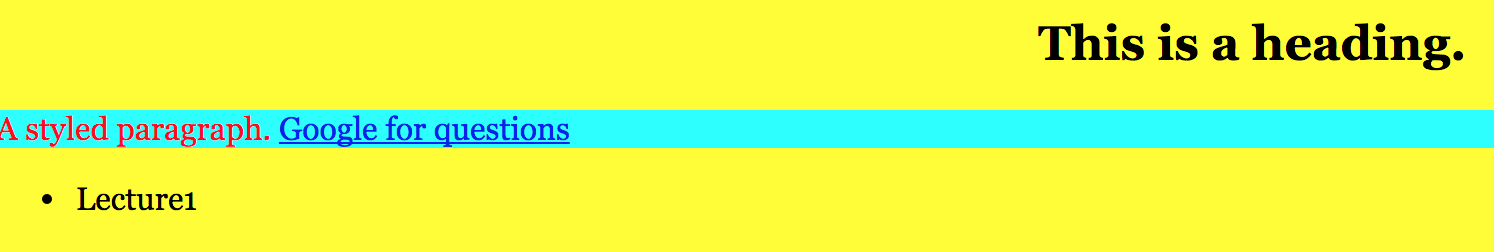 This is a heading.
A styled paragraph. Google for questions
• Lecture1